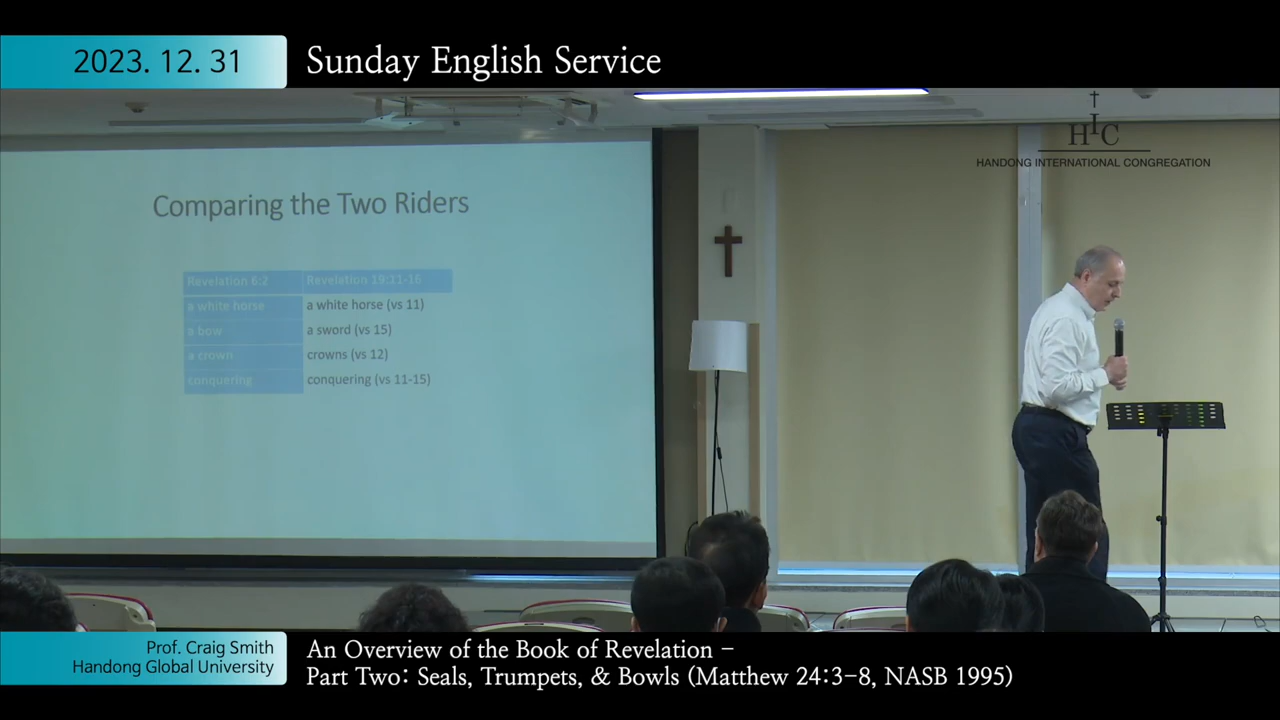 2023. 12. 31
Sunday English Service
HIC
HANDONG INTERNATIONAL CONGREGATION
Comparing the Two Riders
Revelation 6:2 Revelation 19:11-16
a white horse a white horse (vs 11)
a bow a sword (vs 15)
a crown crowns (vs 12)
conquering conquering (vs 11-15)
Prof. Craig Smith
Handong Global University
An Overview of the Book of Revelation –
Part Two: Seals, Trumpets, & Bowls (Matthew 24:3-8, NASB 1995)